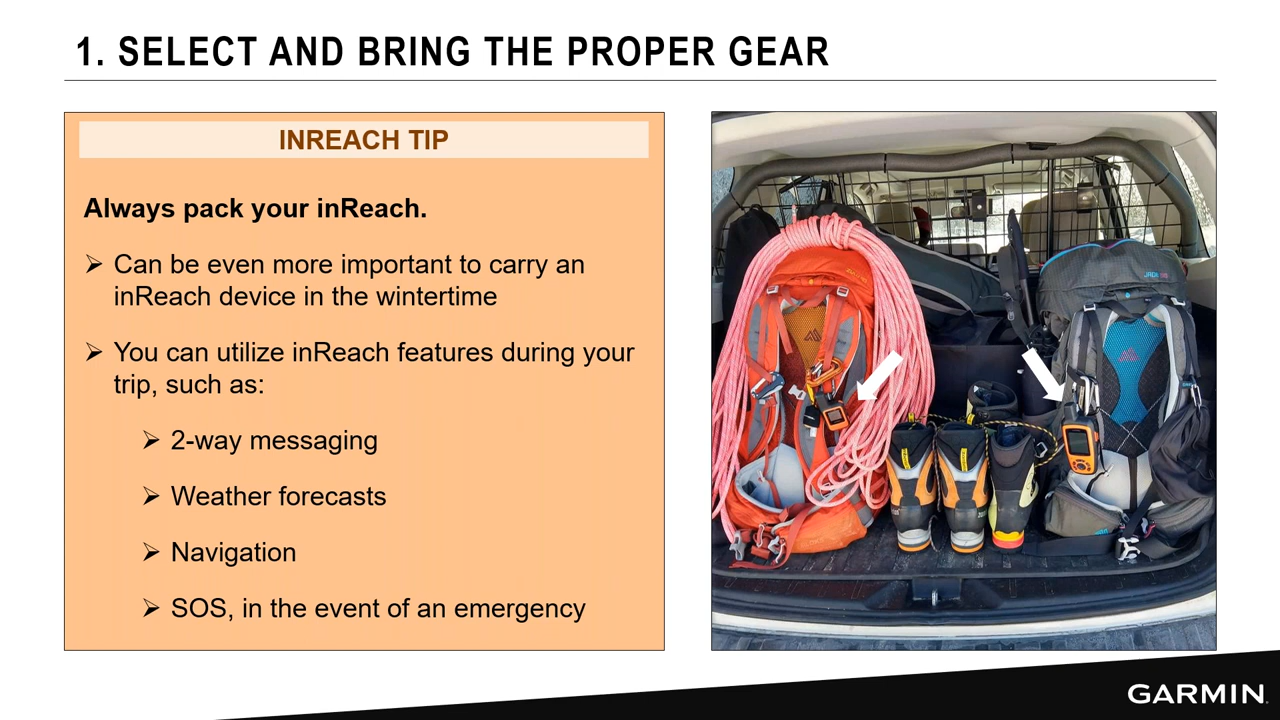 1. SELECT AND BRING THE PROPER GEAR
INREACH TIP
Always pack your inReach.
➢ Can be even more important to carry an
inReach device in the wintertime
➢ You can utilize inReach features during your
trip, such as:
➢ 2-way messaging
➢ Weather forecasts
➢ Navigation
➢ SOS, in the event of an emergency
GARMIN